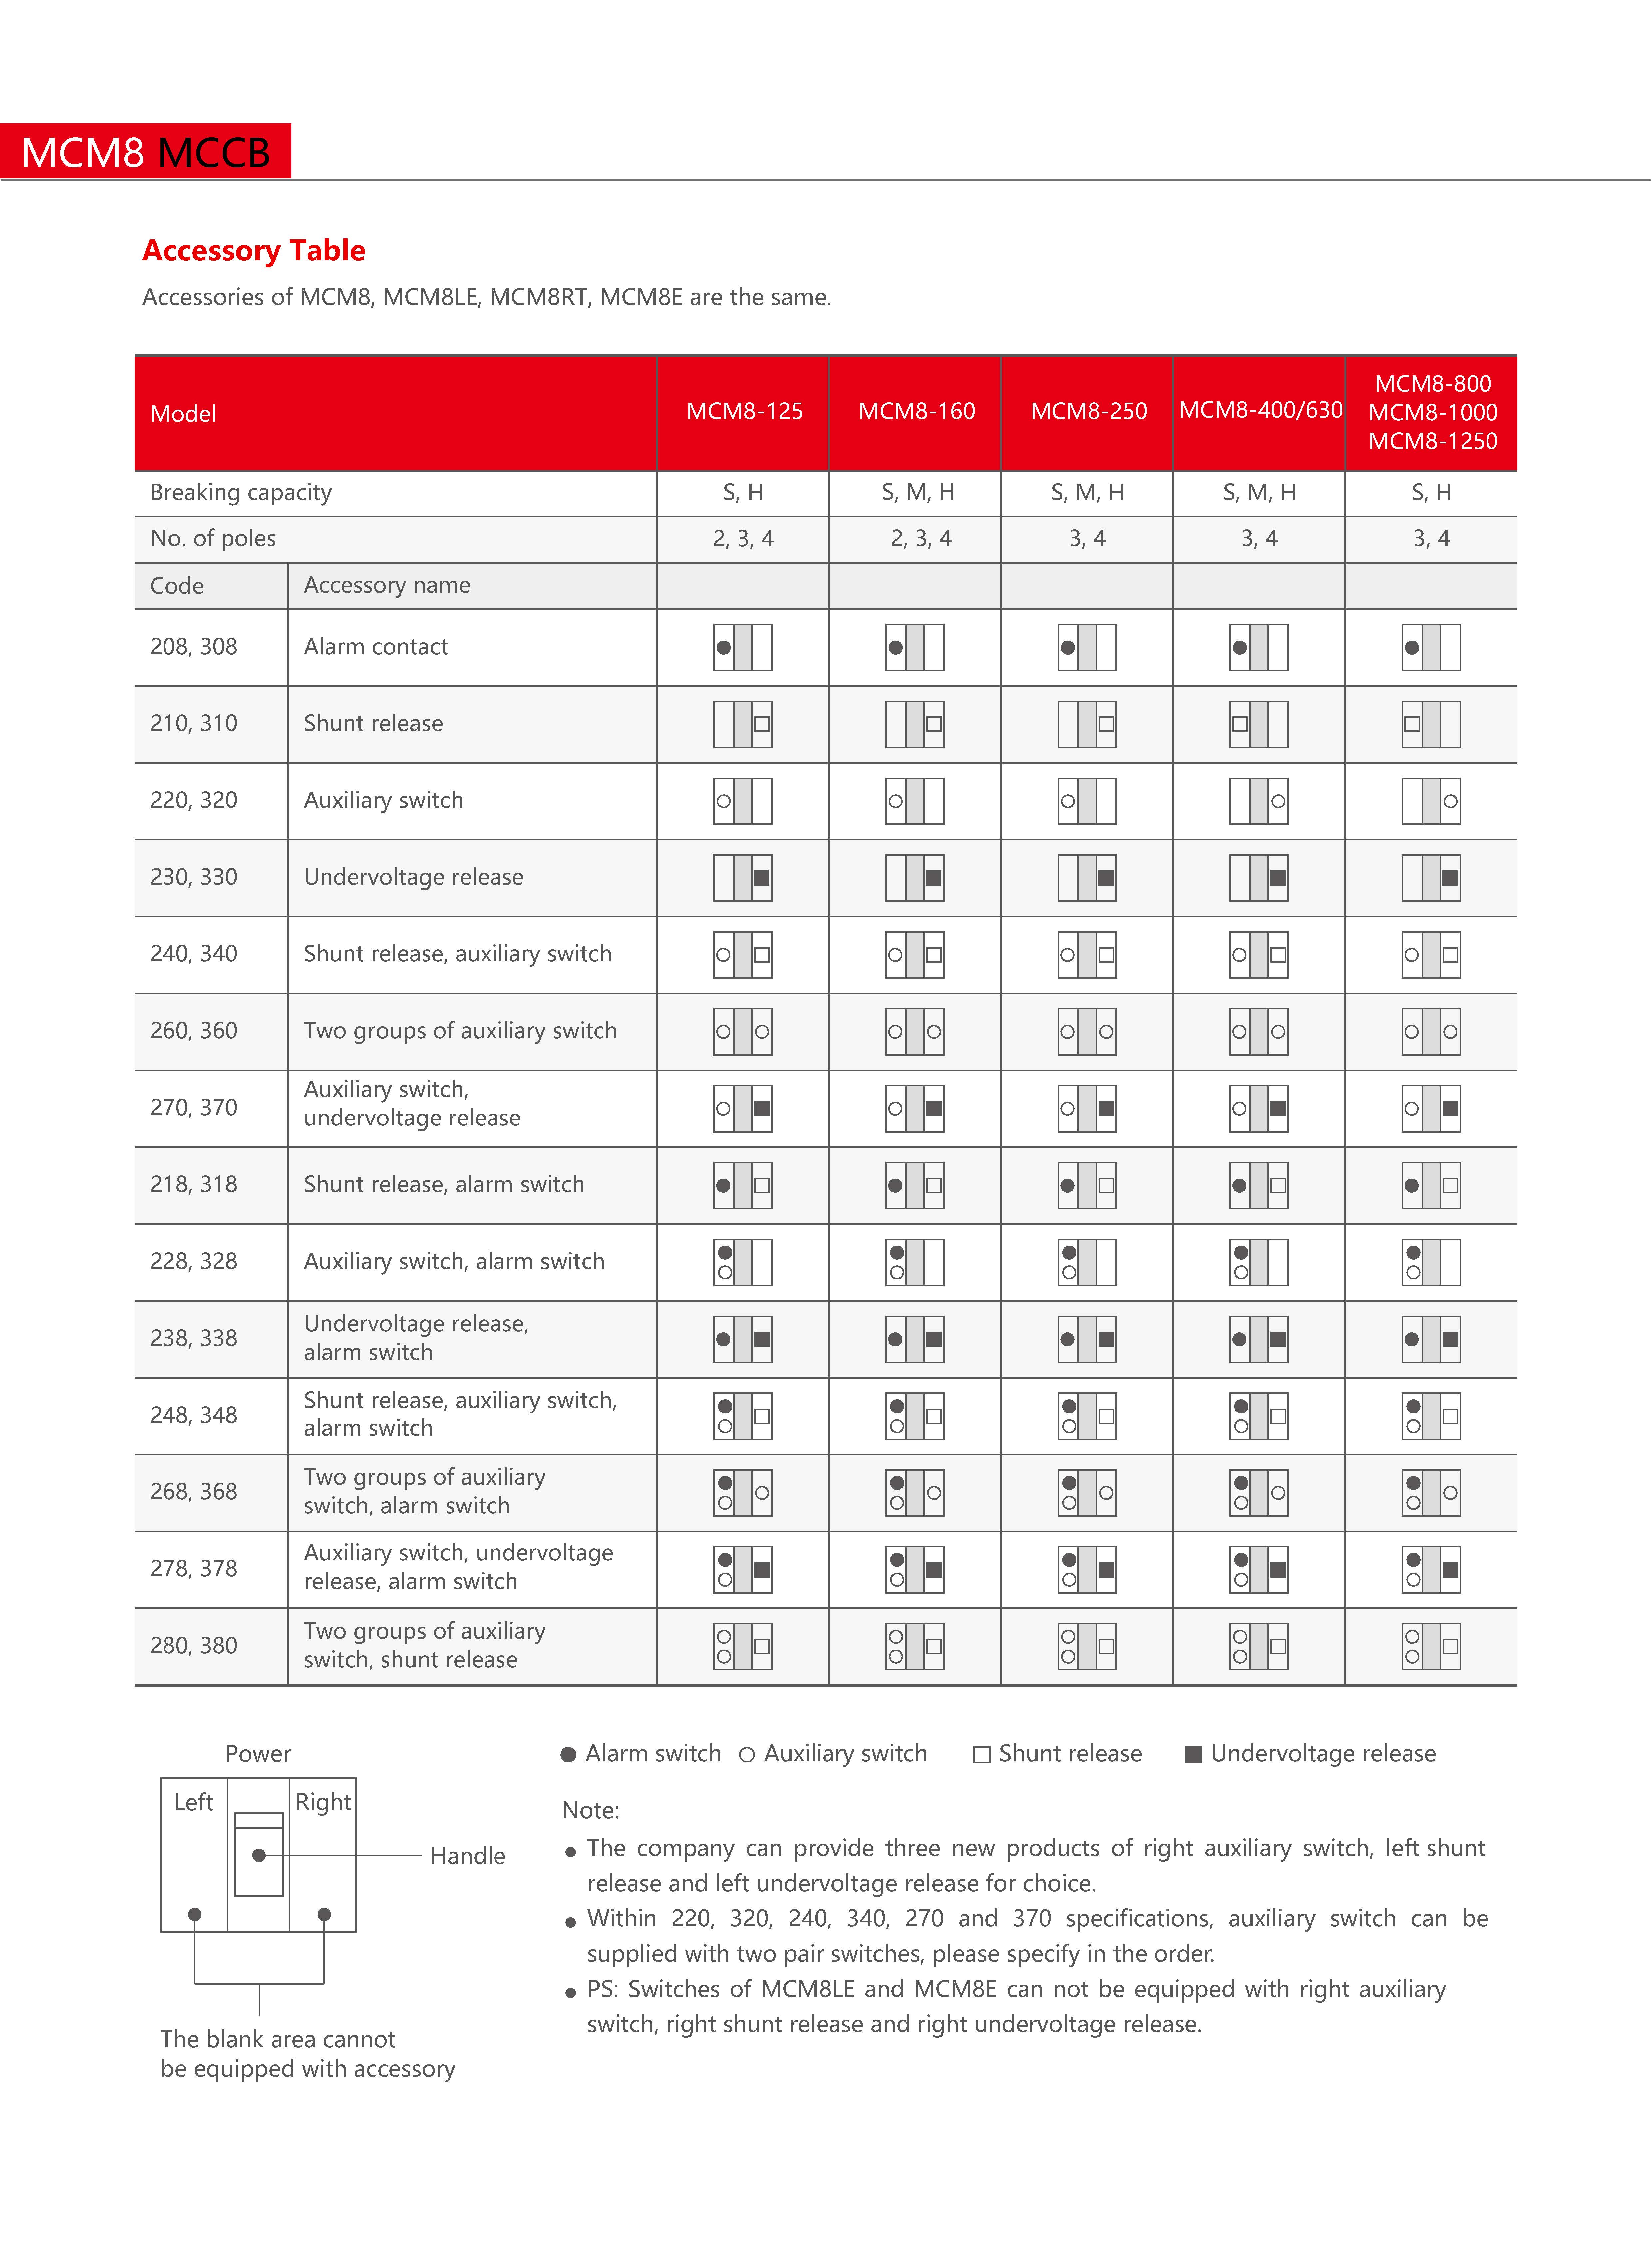 MCM8 MCCB
Accessory Table
Accessories of MCM8, MCM8LE, MCM8RT, MCM8E are the same.
Model
MCM8-125
MCM8-160
MCM8-250
MCM8-400/630
MCM8-800
MCM8-1000
MCM8-1250
Breaking capacity S, H S, M, H S, M, H S, M, H S, H
No. of poles 2, 3, 4 2, 3, 4 3, 4 3, 4 3, 4
Code Accessory name
208, 308 Alarm contact
210, 310 Shunt release
220, 320 Auxiliary switch
230, 330 Undervoltage release
240, 340 Shunt release, auxiliary switch
260, 360 Two groups of auxiliary switch
270, 370 Auxiliary switch,
undervoltage release
218, 318 Shunt release, alarm switch
228, 328 Auxiliary switch, alarm switch
238, 338 Undervoltage release,
alarm switch
248, 348 Shunt release, auxiliary switch,
alarm switch
268, 368 Two groups of auxiliary
switch, alarm switch
278, 378 Auxiliary switch, undervoltage
release, alarm switch
280, 380 Two groups of auxiliary
switch, shunt release
Power
Left
Right
Handle
The blank area cannot
be equipped with accessory
● Alarm switch ○ Auxiliary switch □ Shunt release ■ Undervoltage release
Note:
● The company can provide three new products of right auxiliary switch, left shunt
release and left undervoltage release for choice.
● Within 220, 320, 240, 340, 270 and 370 specifications, auxiliary switch can be
supplied with two pair switches, please specify in the order.
● PS: Switches of MCM8LE and MCM8E can not be equipped with right auxiliary
switch, right shunt release and right undervoltage release.